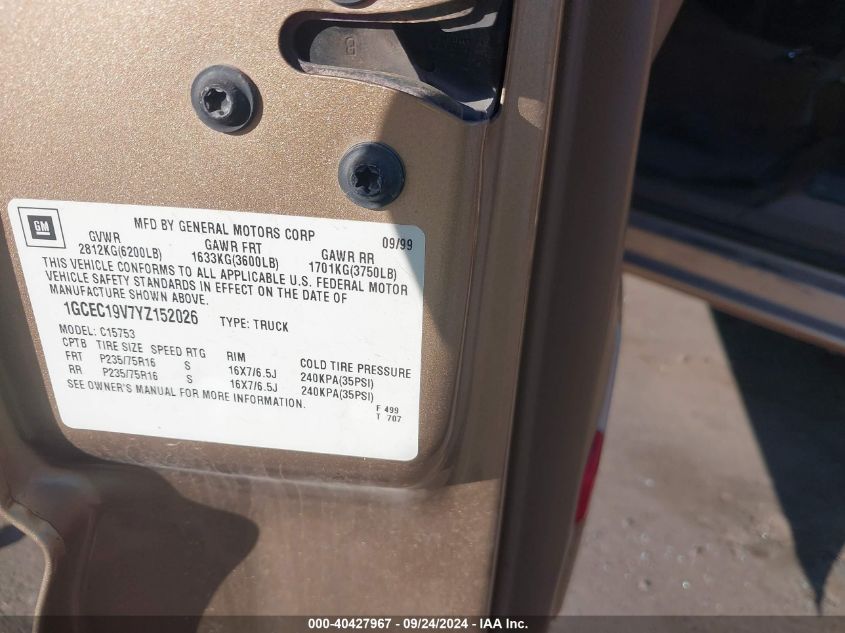 GM
MFD BY GENERAL MOTORS CORP 09/99
GVWR GAWR FRT GAWR RR
2812KG(6200LB) 1633KG(3600LB) 1701KG(3750LB)
THIS VEHICLE CONFORMS TO ALL APPLICABLE U.S. FEDERAL MOTOR
VEHICLE SAFETY STANDARDS IN EFFECT ON THE DATE OF
MANUFACTURE SHOWN ABOVE.
1GCEC19V7YZ152026 TYPE: TRUCK
MODEL: C15753
CPTB TIRE SIZE SPEED RTG RIM COLD TIRE PRESSURE
FRT P235/75R16 S 16X7/6.5J 240KPA(35PSI)
RR P235/75R16 S 16X7/6.5J 240KPA(35PSI)
SEE OWNER'S MANUAL FOR MORE INFORMATION.
F 499
T 707
000-40427967 - 09/24/2024 - IAA Inc.